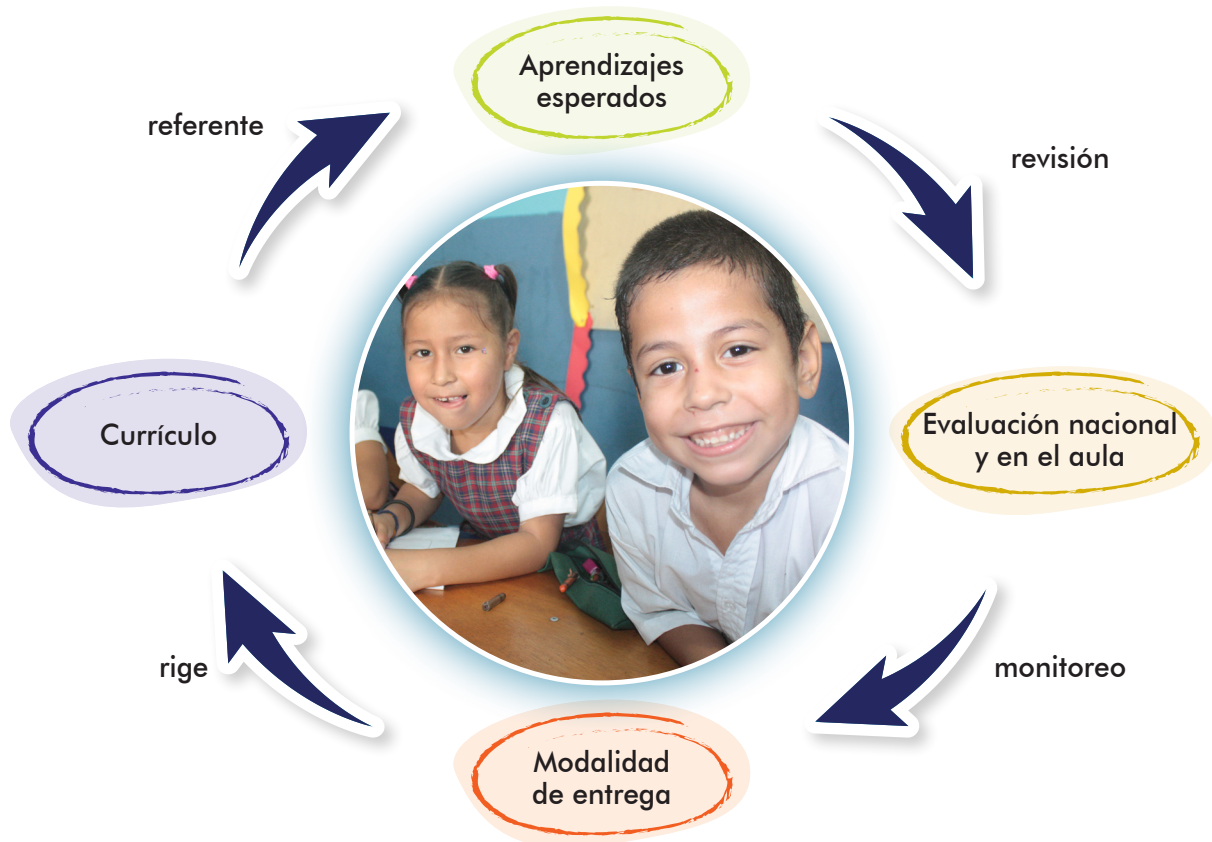 Aprendizajes
esperados
referente
revisión
Currículo
Evaluación nacional
y en el aula
rige
monitoreo
Modalidad
de entrega